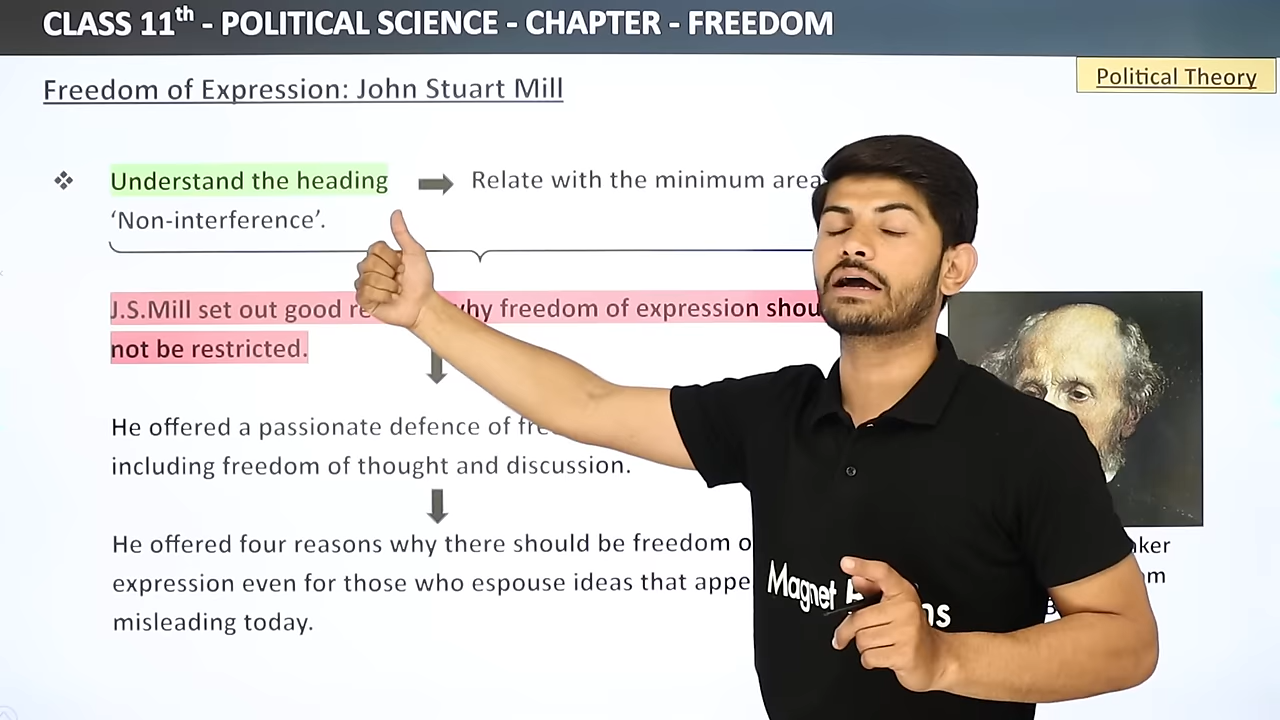 CLASS 11th - POLITICAL SCIENCE - CHAPTER - FREEDOM
Political Theory
Freedom of Expression: John Stuart Mill
❖ Understand the heading ➡ Relate with the minimum area
‘Non-interference’.
J.S.Mill set out good why freedom of expression
not be restricted.
He offered a passionate defence of
including freedom of thought and discussion.
He offered four reasons why there should be freedom
expression even for those who espouse ideas that
misleading today.
Magnet